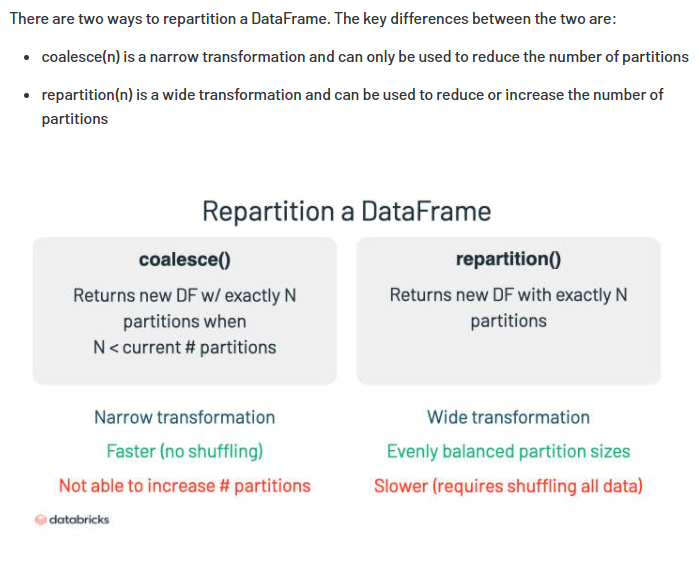 There are two ways to repartition a DataFrame. The key differences between the two are:
coalesce(n) is a narrow transformation and can only be used to reduce the number of partitions
repartition(n) is a wide transformation and can be used to reduce or increase the number of
partitions
Repartition a DataFrame
coalesce()
Returns new DF w/ exactly N
partitions when
N < current # partitions
Narrow transformation
Faster (no shuffling)
Not able to increase # partitions
repartition()
Returns new DF with exactly N
partitions
Wide transformation
Evenly balanced partition sizes
Slower (requires shuffling all data)
databricks